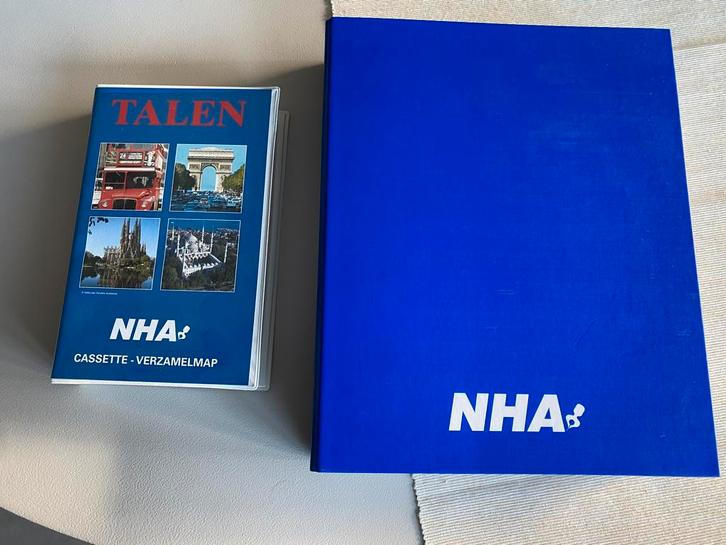 TALEN
NHA
CASSETTE - VERZAMELMAP
NHA